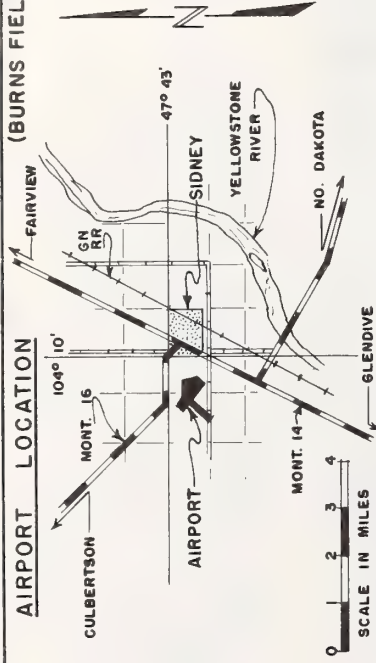 (BURNS FIEL
AIRPORT LOCATION
FAIRVIEW
GN
RR
47° 43'
SIDNEY
YELLOWSTONE
RIVER
NO. DAKOTA
104° 10'
MONT. 16
CULBERTSON
AIRPORT
MONT. 14
GLENDIVE
N
0 1 2 3 4
SCALE IN MILES